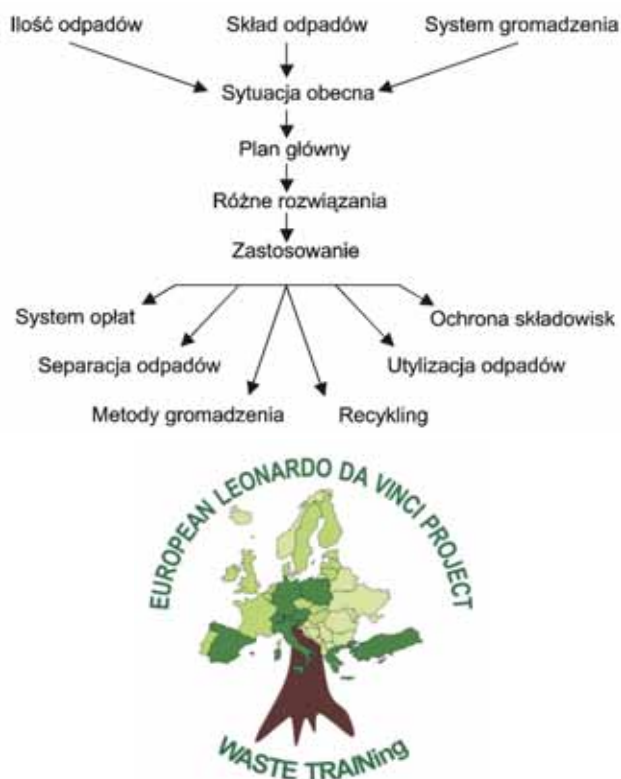 Ilość odpadów Skład odpadów System gromadzenia
Sytuacja obecna
Plan główny
Różne rozwiązania
Zastosowanie
System opłat Ochrona składowisk
Separacja odpadów Utylizacja odpadów
Metody gromadzenia Recykling
EUROPEAN LEONARDO DA VINCI PROJECT
WASTE TRAINing